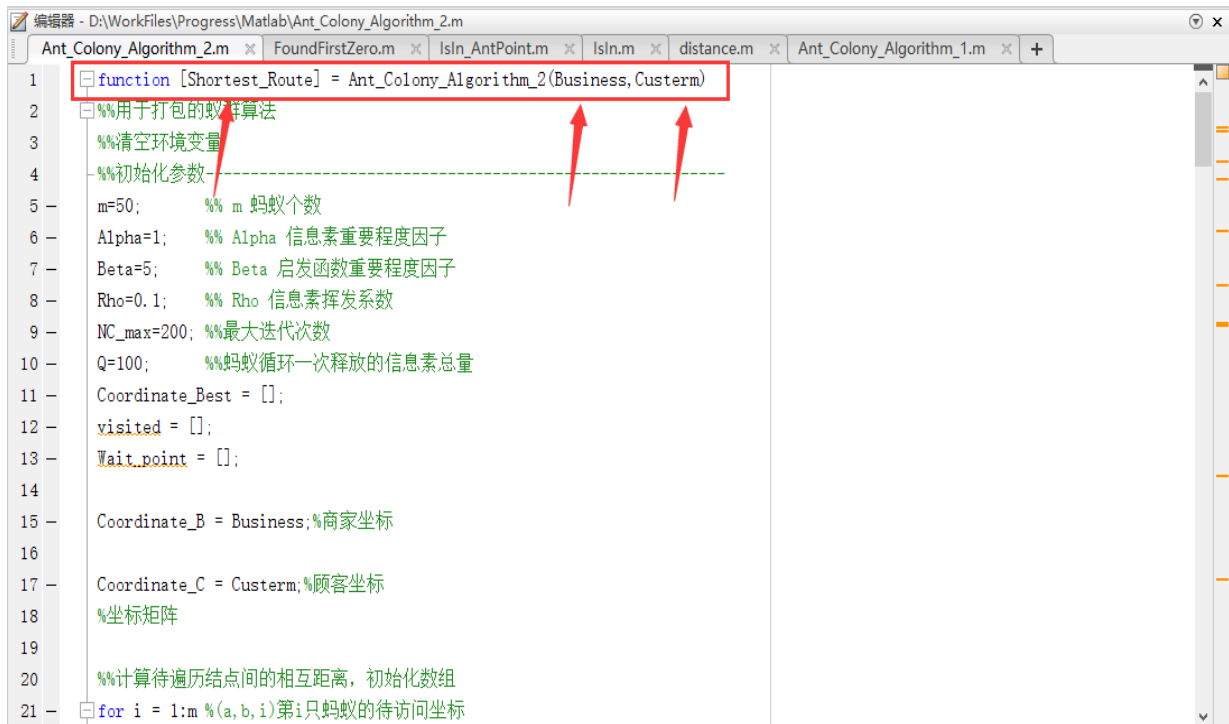 编辑器 - D:\WorkFiles\Progress\Matlab\Ant_Colony_Algorithm_2.m
Ant_Colony_Algorithm_2.m × FoundFirstZero.m × IsIn_AntPoint.m × IsIn.m × distance.m × Ant_Colony_Algorithm_1.m × +
1 function [Shortest_Route] = Ant_Colony_Algorithm_2(Business,Custerm)
2 %%用于打包的蚁群算法
3 %%清空环境变量
4 %%初始化参数------------------------------------------------------------
5 — m=50; %% m 蚂蚁个数
6 — Alpha=1; %% Alpha 信息素重要程度因子
7 — Beta=5; %% Beta 启发函数重要程度因子
8 — Rho=0.1; %% Rho 信息素挥发系数
9 — NC_max=200; %%最大迭代次数
10 — Q=100; %%蚂蚁循环一次释放的信息素总量
11 — Coordinate_Best = [];
12 — visited = [];
13 — Wait_point = [];
14
15 — Coordinate_B = Business;%商家坐标
16
17 — Coordinate_C = Custerm;%顾客坐标
18 %坐标矩阵
19
20 %%计算待遍历结点间的相互距离，初始化数组
21 — for i = 1:m %(a,b,i)第i只蚂蚁的待访问坐标